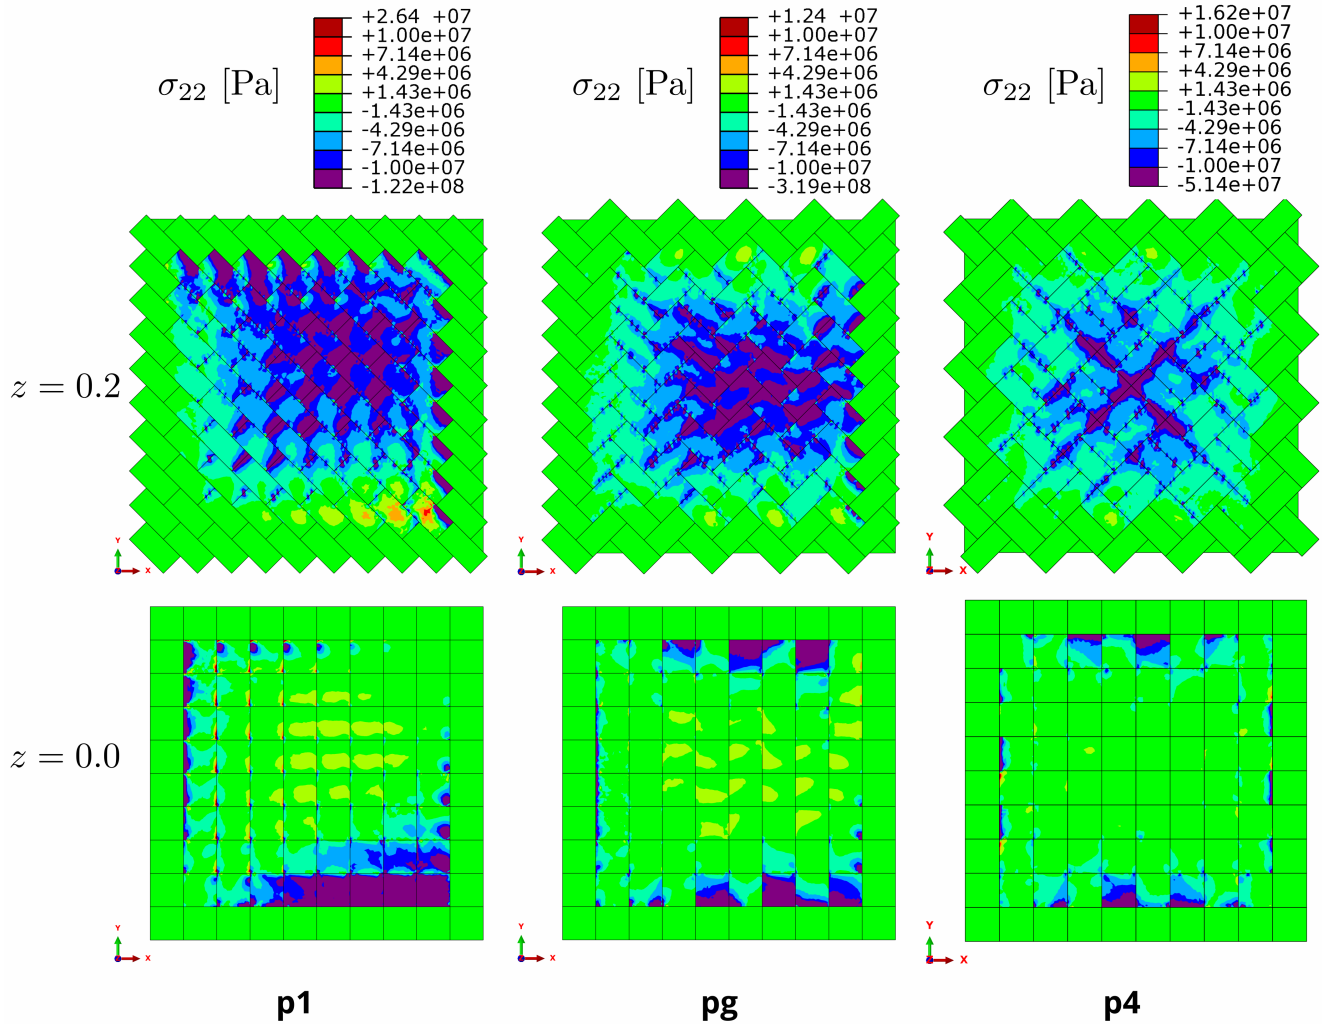 σ22 [Pa]
+2.64 +07
+1.00e+07
+7.14e+06
+4.29e+06
+1.43e+06
-1.43e+06
-4.29e+06
-7.14e+06
-1.00e+07
-1.22e+08
σ22 [Pa]
+1.24 +07
+1.00e+07
+7.14e+06
+4.29e+06
+1.43e+06
-1.43e+06
-4.29e+06
-7.14e+06
-1.00e+07
-3.19e+08
σ22 [Pa]
+1.62e+07
+1.00e+07
+7.14e+06
+4.29e+06
+1.43e+06
-1.43e+06
-4.29e+06
-7.14e+06
-1.00e+07
-5.14e+07
z = 0.2
Y
X
Y
X
Y
Z
X
z = 0.0
Y
X
Y
X
Y
Z
X
p1
pg
p4